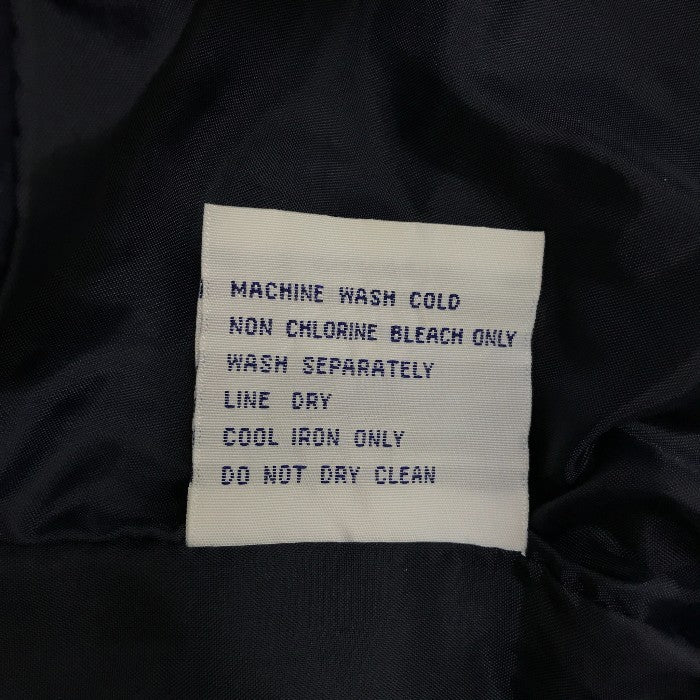 MACHINE WASH COLD
NON CHLORINE BLEACH ONLY
WASH SEPARATELY
LINE DRY
COOL IRON ONLY
DO NOT DRY CLEAN